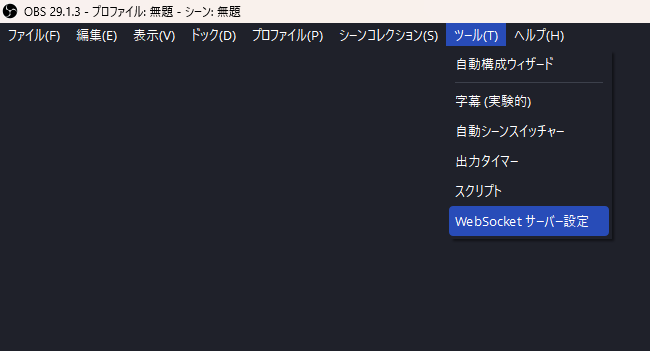 OBS 29.1.3 - プロファイル: 無題 - シーン: 無題
ファイル(F) 編集(E) 表示(V) ドック(D) プロファイル(P) シーンコレクション(S) ツール(T) ヘルプ(H)
自動構成ウィザード
字幕 (実験的)
自動シーンスイッチャー
出力タイマー
スクリプト
WebSocket サーバー設定